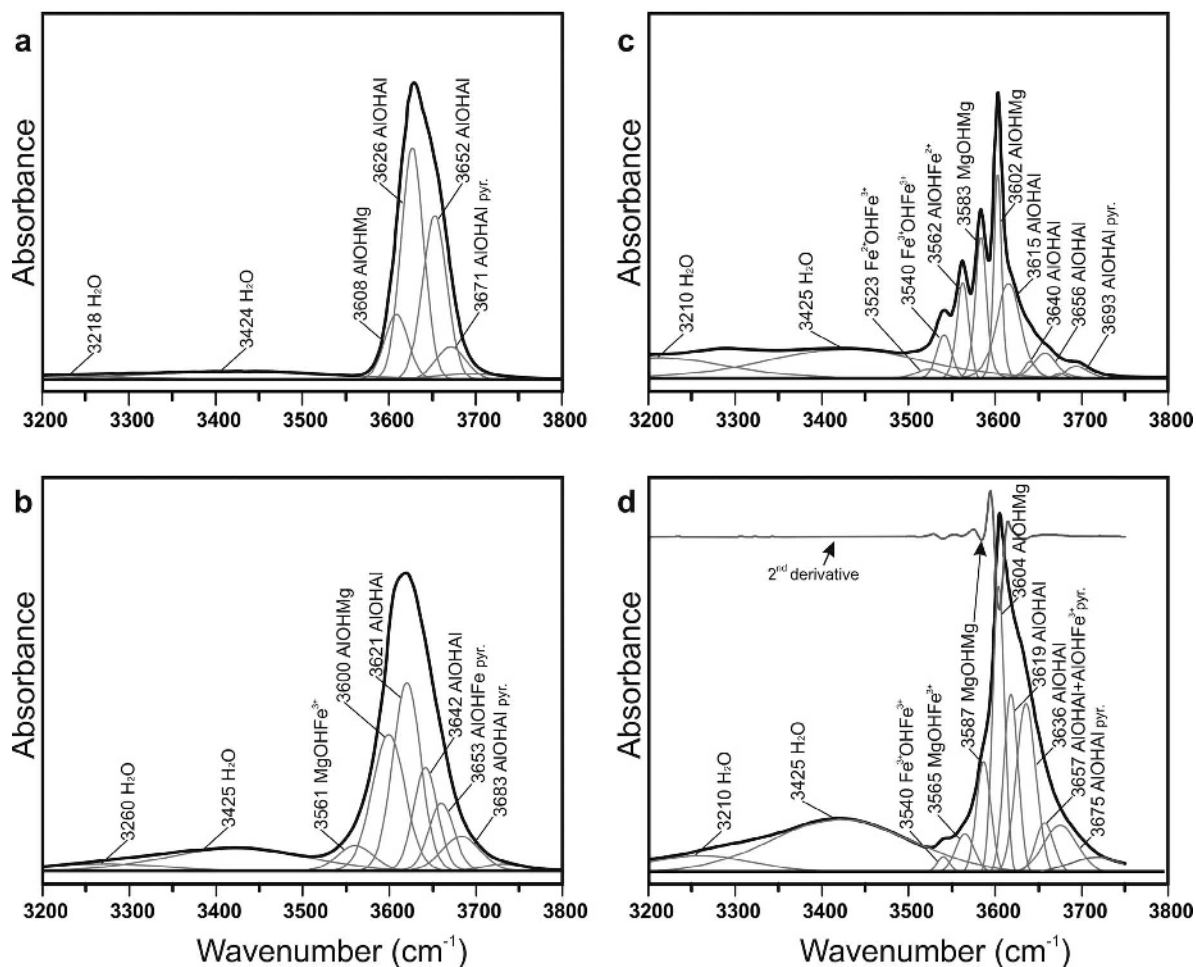 a
Absorbance
3218 H₂O
3424 H₂O
3608 AlOHMg
3626 AlOHAl
3652 AlOHAl
3671 AlOHAl pyr.
3200 3300 3400 3500 3600 3700 3800
c
Absorbance
3210 H₂O
3425 H₂O
3523 Fe²⁺OHFe³⁺
3540 Fe³⁺OHFe³⁺
3562 AlOHFe²⁺
3583 MgOHMg
3602 AlOHMg
3615 AlOHAl
3640 AlOHAl
3656 AlOHAl
3693 AlOHAl pyr.
3200 3300 3400 3500 3600 3700 3800
b
Absorbance
3260 H₂O
3425 H₂O
3561 MgOHFe³⁺
3600 AlOHMg
3621 AlOHAl
3642 AlOHAl
3653 AlOHFe pyr.
3683 AlOHAl pyr.
3200 3300 3400 3500 3600 3700 3800
Wavenumber (cm⁻¹)
d
Absorbance
2ⁿᵈ derivative
3210 H₂O
3425 H₂O
3540 Fe³⁺OHFe³⁺
3565 MgOHFe³⁺
3587 MgOHMg
3604 AlOHMg
3619 AlOHAl
3636 AlOHAl
3657 AlOHAl+AlOHFe³⁺pyr.
3675 AlOHAl pyr.
3200 3300 3400 3500 3600 3700 3800
Wavenumber (cm⁻¹)